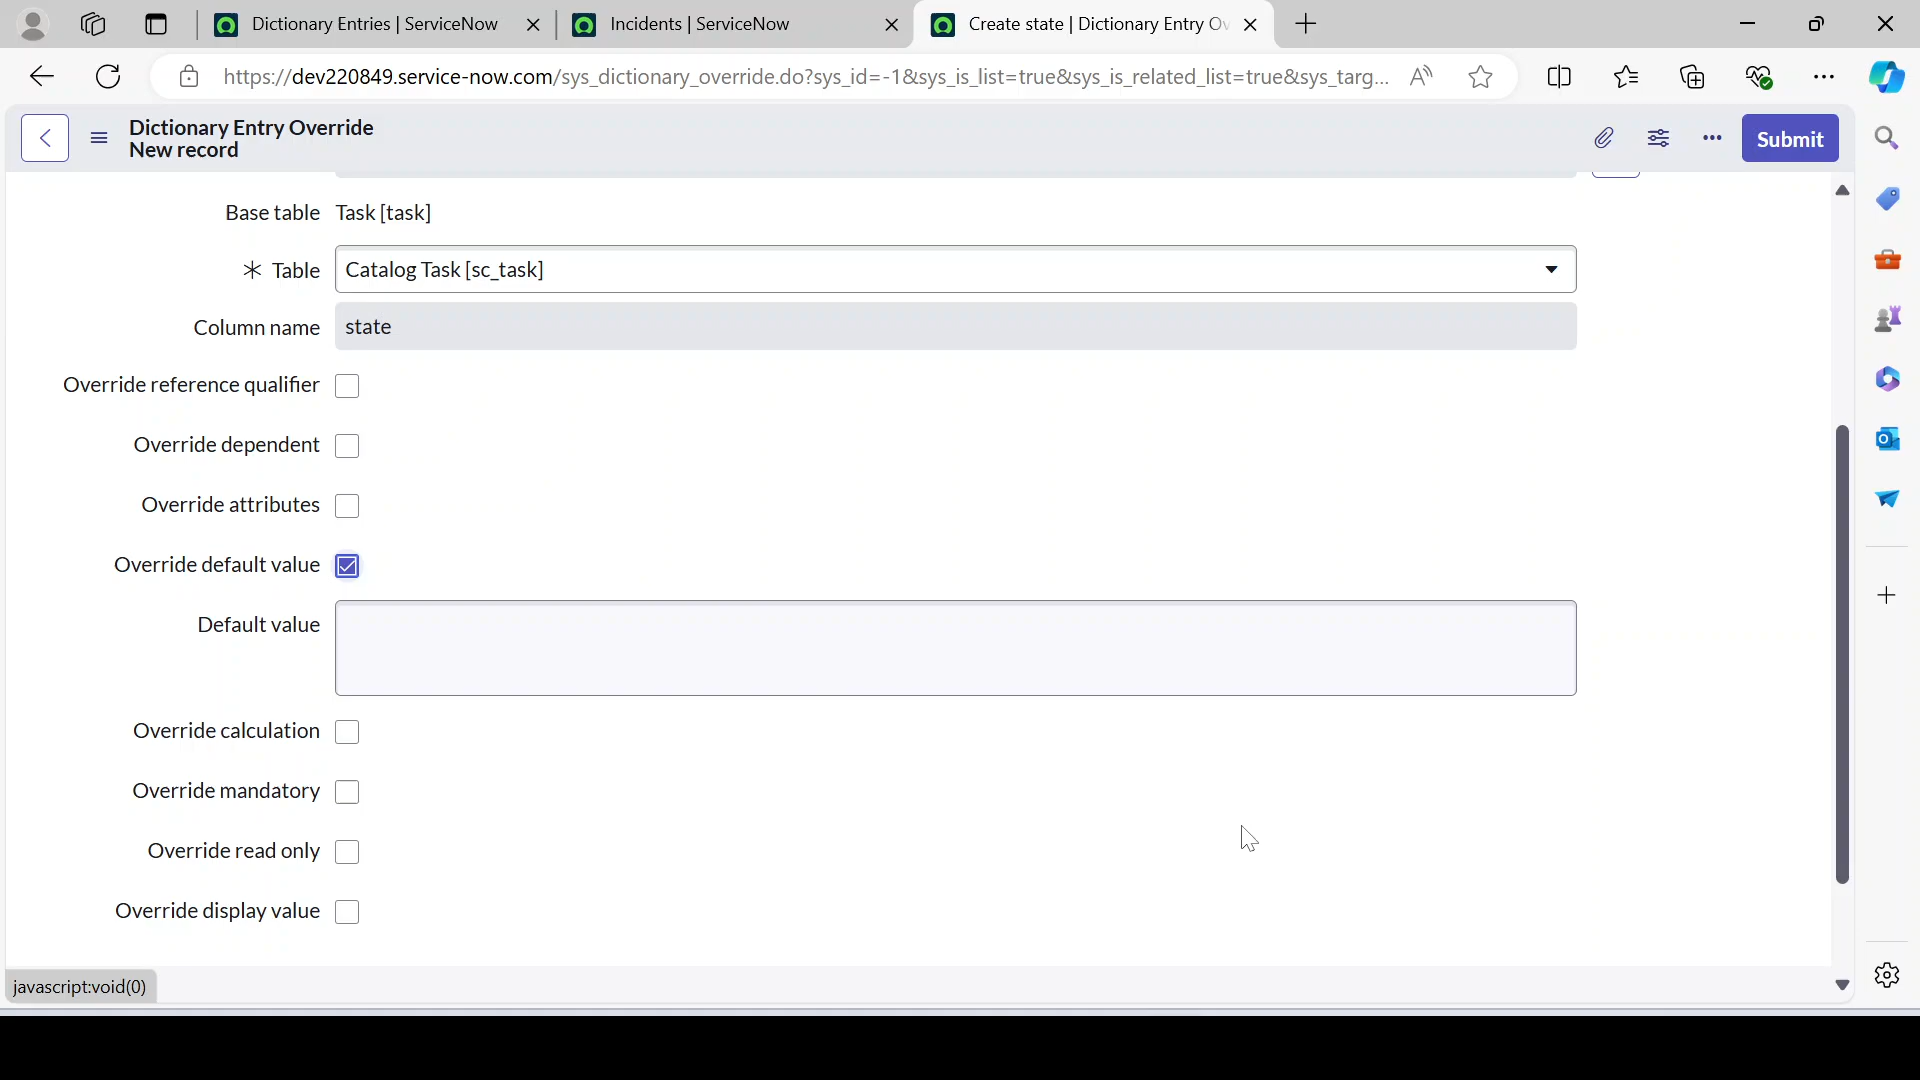 Dictionary Entries | ServiceNow
Incidents | ServiceNow
Create state | Dictionary Entry Ov
https://dev220849.service-now.com/sys_dictionary_override.do?sys_id=-1&sys_is_list=true&sys_is_related_list=true&sys_targ...
Dictionary Entry Override
New record
Submit
Base table Task [task]
Table Catalog Task [sc_task]
Column name state
Override reference qualifier
Override dependent
Override attributes
Override default value
Default value
Override calculation
Override mandatory
Override read only
Override display value
javascript:void(0)